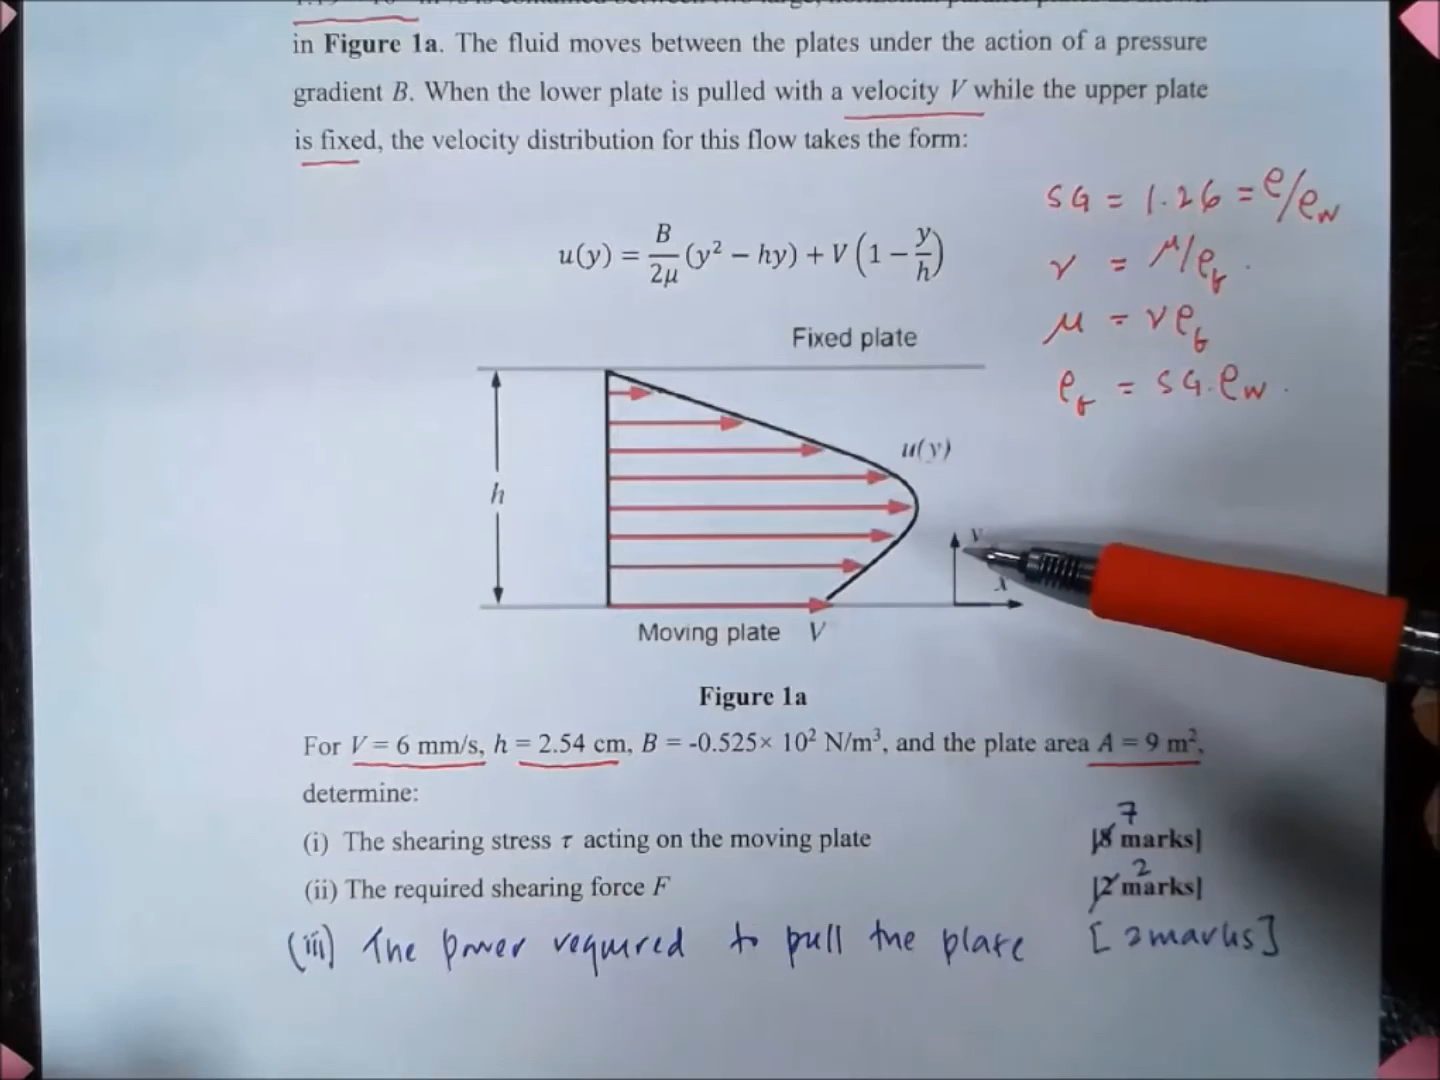 in Figure 1a. The fluid moves between the plates under the action of a pressure
gradient B. When the lower plate is pulled with a velocity V while the upper plate
is fixed, the velocity distribution for this flow takes the form:
SG = 1.26 = ρ/ρw
u(y) = B/2μ (y² – hy) + V (1 – y/h)
ν = μ/ρf
μ = νρf
Fixed plate
ρf = SG.ρw.
u(y)
h
Moving plate V
Figure 1a
For V = 6 mm/s, h = 2.54 cm, B = -0.525× 10² N/m³, and the plate area A = 9 m²,
determine:
7
(i) The shearing stress τ acting on the moving plate [8 marks]
2
(ii) The required shearing force F [2 marks]
(iii) The power required to pull the plate [2marks]